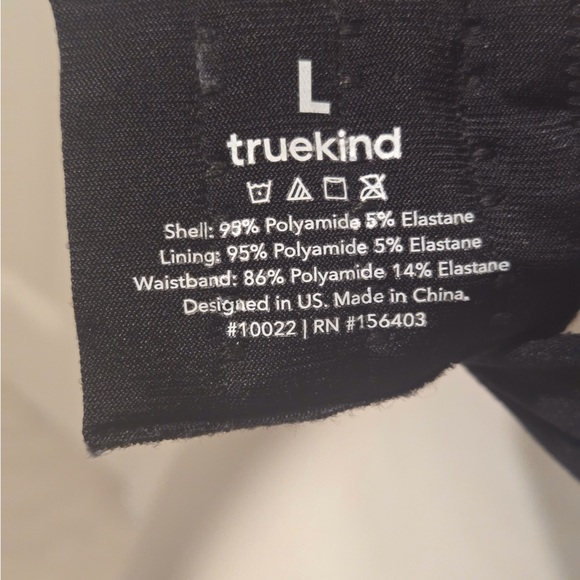 L
truekind
Shell: 95% Polyamide 5% Elastane
Lining: 95% Polyamide 5% Elastane
Waistband: 86% Polyamide 14% Elastane
Designed in US. Made in China.
#10022 | RN #156403